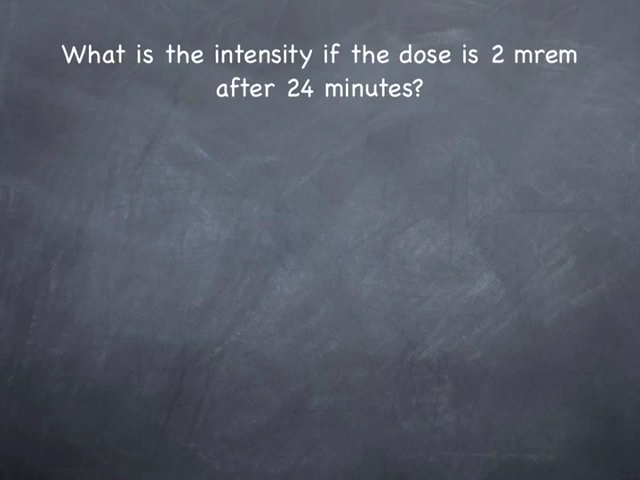 What is the intensity if the dose is 2 mrem
after 24 minutes?